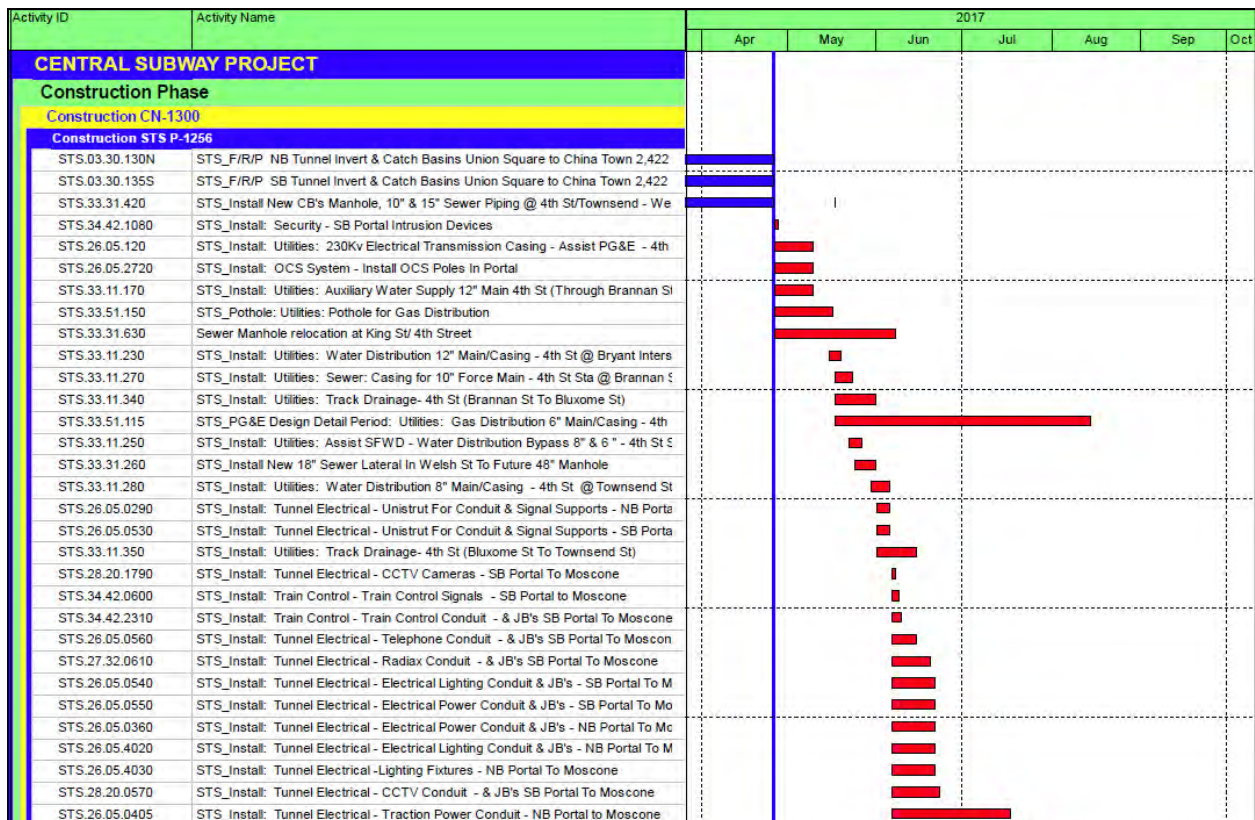 Activity ID Activity Name 2017
Apr May Jun Jul Aug Sep Oct
CENTRAL SUBWAY PROJECT
Construction Phase
Construction CN-1300
Construction STS P-1256
STS.03.30.130N STS_F/R/P NB Tunnel Invert & Catch Basins Union Square to China Town 2,422
STS.03.30.135S STS_F/R/P SB Tunnel Invert & Catch Basins Union Square to China Town 2,422
STS.33.31.420 STS_Install New CB's Manhole, 10" & 15" Sewer Piping @ 4th St/Townsend - We
STS.34.42.1080 STS_Install: Security - SB Portal Intrusion Devices
STS.26.05.120 STS_Install: Utilities: 230Kv Electrical Transmission Casing - Assist PG&E - 4th
STS.26.05.2720 STS_Install: OCS System - Install OCS Poles In Portal
STS.33.11.170 STS_Install: Utilities: Auxiliary Water Supply 12" Main 4th St (Through Brannan St
STS.33.51.150 STS_Pothole: Utilities: Pothole for Gas Distribution
STS.33.31.630 Sewer Manhole relocation at King St/ 4th Street
STS.33.11.230 STS_Install: Utilities: Water Distribution 12" Main/Casing - 4th St @ Bryant Inters
STS.33.11.270 STS_Install: Utilities: Sewer: Casing for 10" Force Main - 4th St Sta @ Brannan S
STS.33.11.340 STS_Install: Utilities: Track Drainage- 4th St (Brannan St To Bluxome St)
STS.33.51.115 STS_PG&E Design Detail Period: Utilities: Gas Distribution 6" Main/Casing - 4th
STS.33.11.250 STS_Install: Utilities: Assist SFWD - Water Distribution Bypass 8" & 6 " - 4th St S
STS.33.31.260 STS_Install New 18" Sewer Lateral In Welsh St To Future 48" Manhole
STS.33.11.280 STS_Install: Utilities: Water Distribution 8" Main/Casing - 4th St @ Townsend St
STS.26.05.0290 STS_Install: Tunnel Electrical - Unistrut For Conduit & Signal Supports - NB Porta
STS.26.05.0530 STS_Install: Tunnel Electrical - Unistrut For Conduit & Signal Supports - SB Porta
STS.33.11.350 STS_Install: Utilities: Track Drainage- 4th St (Bluxome St To Townsend St)
STS.28.20.1790 STS_Install: Tunnel Electrical - CCTV Cameras - SB Portal To Moscone
STS.34.42.0600 STS_Install: Train Control - Train Control Signals - SB Portal to Moscone
STS.34.42.2310 STS_Install: Train Control - Train Control Conduit - & JB's SB Portal To Moscone
STS.26.05.0560 STS_Install: Tunnel Electrical - Telephone Conduit - & JB's SB Portal To Moscon
STS.27.32.0610 STS_Install: Tunnel Electrical - Radiax Conduit - & JB's SB Portal To Moscone
STS.26.05.0540 STS_Install: Tunnel Electrical - Electrical Lighting Conduit & JB's - SB Portal To M
STS.26.05.0550 STS_Install: Tunnel Electrical - Electrical Power Conduit & JB's - SB Portal To Mo
STS.26.05.0360 STS_Install: Tunnel Electrical - Electrical Power Conduit & JB's - NB Portal To Mo
STS.26.05.4020 STS_Install: Tunnel Electrical - Electrical Lighting Conduit & JB's - NB Portal To M
STS.26.05.4030 STS_Install: Tunnel Electrical -Lighting Fixtures - NB Portal To Moscone
STS.28.20.0570 STS_Install: Tunnel Electrical - CCTV Conduit - & JB's SB Portal To Moscone
STS.26.05.0405 STS_Install: Tunnel Electrical - Traction Power Conduit - NB Portal to Moscone